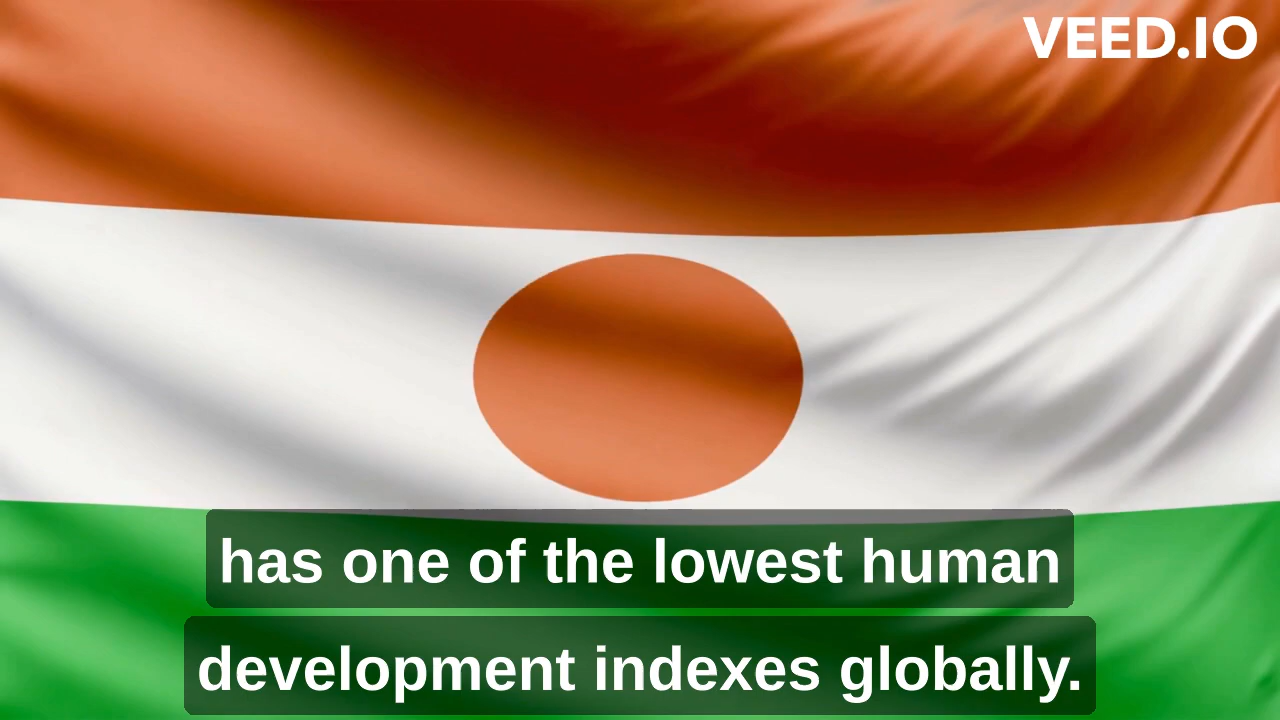 VEED.IO
has one of the lowest human
development indexes globally.